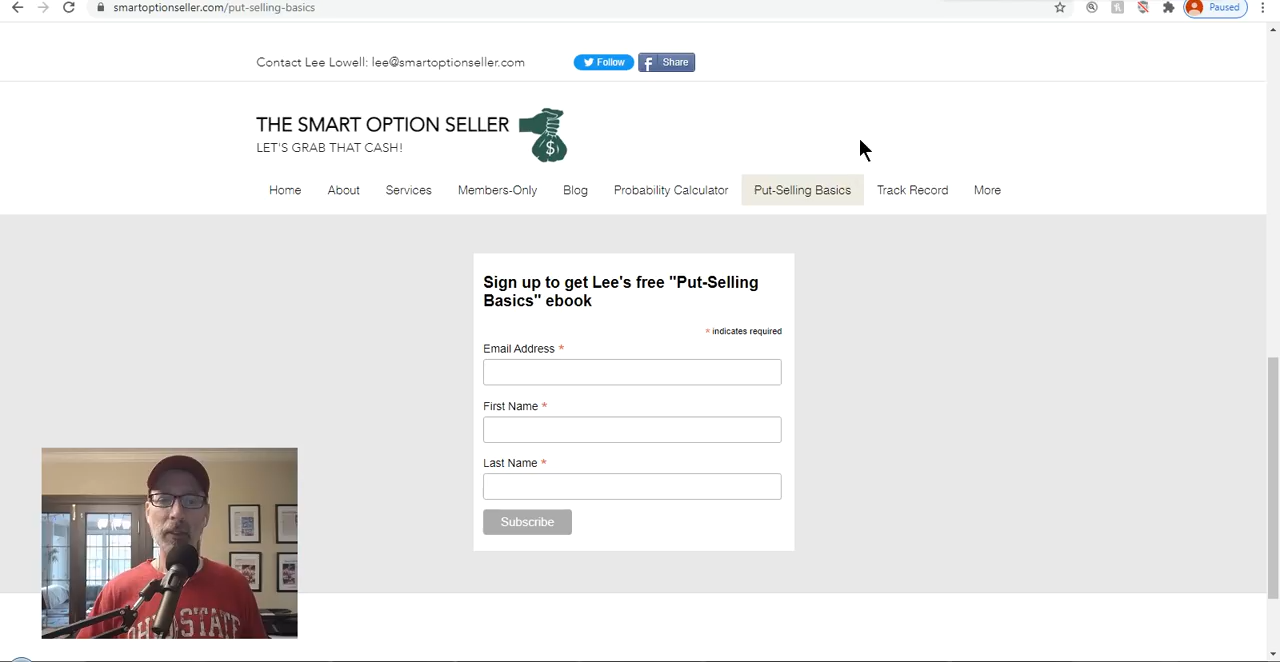 smartoptionseller.com/put-selling-basics
Paused
Contact Lee Lowell: lee@smartoptionseller.com
Follow
Share
THE SMART OPTION SELLER
LET'S GRAB THAT CASH!
$
Home About Services Members-Only Blog Probability Calculator Put-Selling Basics Track Record More
Sign up to get Lee's free "Put-Selling
Basics" ebook
* indicates required
Email Address *
First Name *
Last Name *
Subscribe